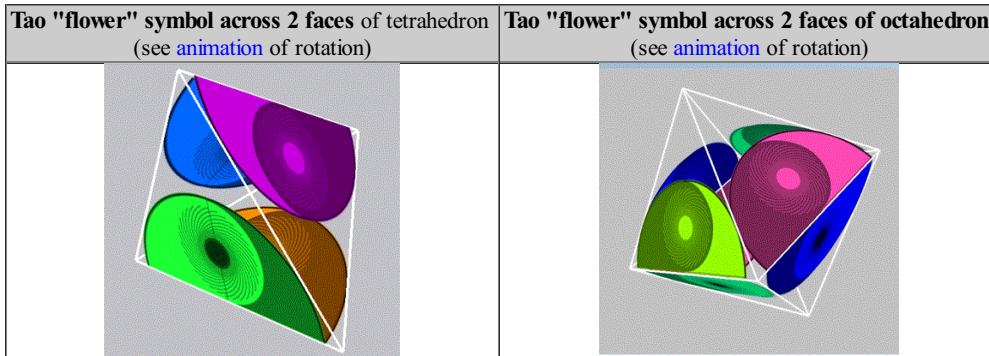 Tao "flower" symbol across 2 faces of tetrahedron
(see animation of rotation)
Tao "flower" symbol across 2 faces of octahedron
(see animation of rotation)